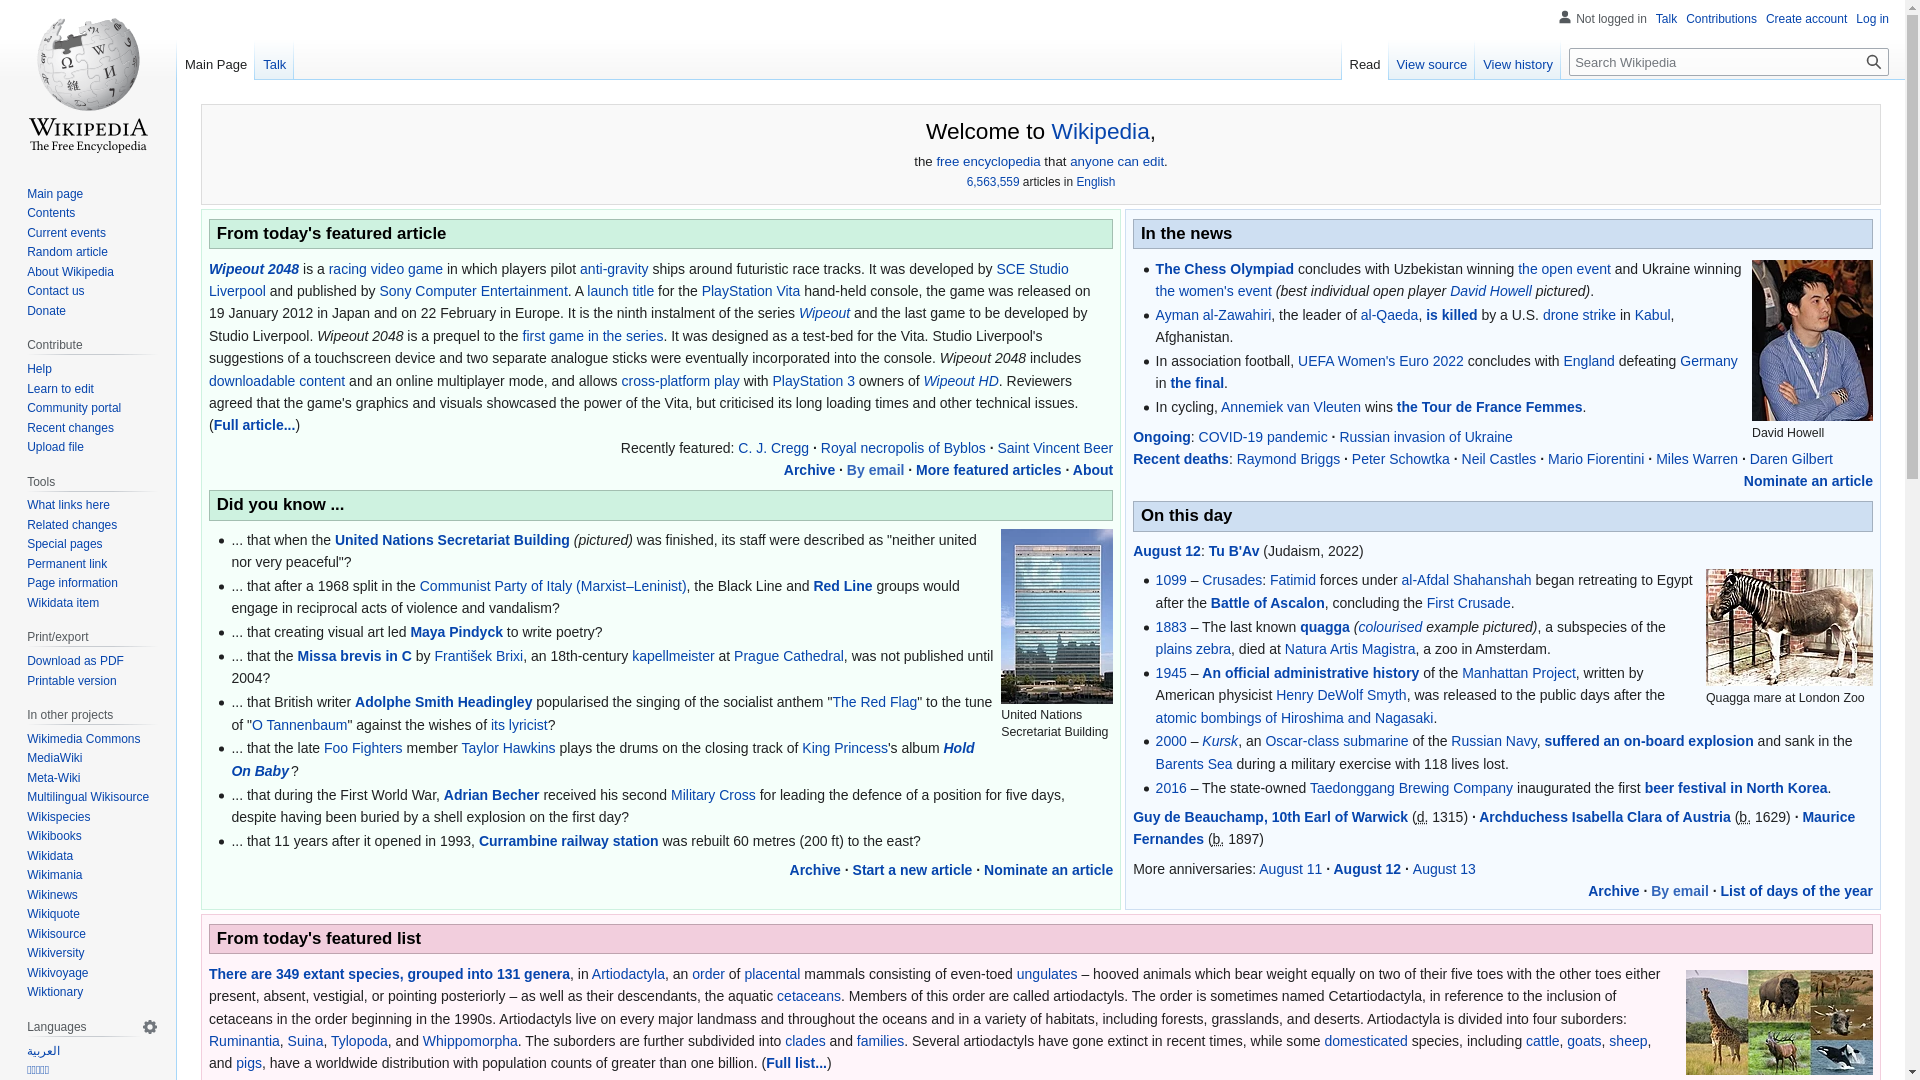 Not logged in Talk Contributions Create account Log in
Main Page Talk
Read View source View history Search Wikipedia
WIKIPEDIA
The Free Encyclopedia
Main page
Contents
Current events
Random article
About Wikipedia
Contact us
Donate
Contribute
Help
Learn to edit
Community portal
Recent changes
Upload file
Tools
What links here
Related changes
Special pages
Permanent link
Page information
Wikidata item
Print/export
Download as PDF
Printable version
In other projects
Wikimedia Commons
MediaWiki
Meta-Wiki
Multilingual Wikisource
Wikispecies
Wikibooks
Wikidata
Wikimania
Wikinews
Wikiquote
Wikisource
Wikiversity
Wikivoyage
Wiktionary
Languages
العربية
Welcome to Wikipedia,
the free encyclopedia that anyone can edit.
6,563,559 articles in English
From today's featured article
Wipeout 2048 is a racing video game in which players pilot anti-gravity ships around futuristic race tracks. It was developed by SCE Studio
Liverpool and published by Sony Computer Entertainment. A launch title for the PlayStation Vita hand-held console, the game was released on
19 January 2012 in Japan and on 22 February in Europe. It is the ninth instalment of the series Wipeout and the last game to be developed by
Studio Liverpool. Wipeout 2048 is a prequel to the first game in the series. It was designed as a test-bed for the Vita. Studio Liverpool's
suggestions of a touchscreen device and two separate analogue sticks were eventually incorporated into the console. Wipeout 2048 includes
downloadable content and an online multiplayer mode, and allows cross-platform play with PlayStation 3 owners of Wipeout HD. Reviewers
agreed that the game's graphics and visuals showcased the power of the Vita, but criticised its long loading times and other technical issues.
(Full article...)
Recently featured: C. J. Cregg · Royal necropolis of Byblos · Saint Vincent Beer
Archive · By email · More featured articles · About
Did you know ...
... that when the United Nations Secretariat Building (pictured) was finished, its staff were described as "neither united
nor very peaceful"?
... that after a 1968 split in the Communist Party of Italy (Marxist–Leninist), the Black Line and Red Line groups would
engage in reciprocal acts of violence and vandalism?
... that creating visual art led Maya Pindyck to write poetry?
... that the Missa brevis in C by František Brixi, an 18th-century kapellmeister at Prague Cathedral, was not published until
2004?
... that British writer Adolphe Smith Headingley popularised the singing of the socialist anthem "The Red Flag" to the tune
of "O Tannenbaum" against the wishes of its lyricist?
... that the late Foo Fighters member Taylor Hawkins plays the drums on the closing track of King Princess's album Hold
On Baby ?
... that during the First World War, Adrian Becher received his second Military Cross for leading the defence of a position for five days,
despite having been buried by a shell explosion on the first day?
... that 11 years after it opened in 1993, Currambine railway station was rebuilt 60 metres (200 ft) to the east?
United Nations
Secretariat Building
Archive · Start a new article · Nominate an article
In the news
The Chess Olympiad concludes with Uzbekistan winning the open event and Ukraine winning
the women's event (best individual open player David Howell pictured).
Ayman al-Zawahiri, the leader of al-Qaeda, is killed by a U.S. drone strike in Kabul,
Afghanistan.
In association football, UEFA Women's Euro 2022 concludes with England defeating Germany
in the final.
In cycling, Annemiek van Vleuten wins the Tour de France Femmes.
David Howell
Ongoing: COVID-19 pandemic · Russian invasion of Ukraine
Recent deaths: Raymond Briggs · Peter Schowtka · Neil Castles · Mario Fiorentini · Miles Warren · Daren Gilbert
Nominate an article
On this day
August 12: Tu B'Av (Judaism, 2022)
1099 – Crusades: Fatimid forces under al-Afdal Shahanshah began retreating to Egypt
after the Battle of Ascalon, concluding the First Crusade.
1883 – The last known quagga (colourised example pictured), a subspecies of the
plains zebra, died at Natura Artis Magistra, a zoo in Amsterdam.
1945 – An official administrative history of the Manhattan Project, written by
American physicist Henry DeWolf Smyth, was released to the public days after the
atomic bombings of Hiroshima and Nagasaki.
2000 – Kursk, an Oscar-class submarine of the Russian Navy, suffered an on-board explosion and sank in the
Barents Sea during a military exercise with 118 lives lost.
2016 – The state-owned Taedonggang Brewing Company inaugurated the first beer festival in North Korea.
Quagga mare at London Zoo
Guy de Beauchamp, 10th Earl of Warwick (d. 1315) · Archduchess Isabella Clara of Austria (b. 1629) · Maurice
Fernandes (b. 1897)
More anniversaries: August 11 · August 12 · August 13
Archive · By email · List of days of the year
From today's featured list
There are 349 extant species, grouped into 131 genera, in Artiodactyla, an order of placental mammals consisting of even-toed ungulates – hooved animals which bear weight equally on two of their five toes with the other toes either
present, absent, vestigial, or pointing posteriorly – as well as their descendants, the aquatic cetaceans. Members of this order are called artiodactyls. The order is sometimes named Cetartiodactyla, in reference to the inclusion of
cetaceans in the order beginning in the 1990s. Artiodactyls live on every major landmass and throughout the oceans and in a variety of habitats, including forests, grasslands, and deserts. Artiodactyla is divided into four suborders:
Ruminantia, Suina, Tylopoda, and Whippomorpha. The suborders are further subdivided into clades and families. Several artiodactyls have gone extinct in recent times, while some domesticated species, including cattle, goats, sheep,
and pigs, have a worldwide distribution with population counts of greater than one billion. (Full list...)